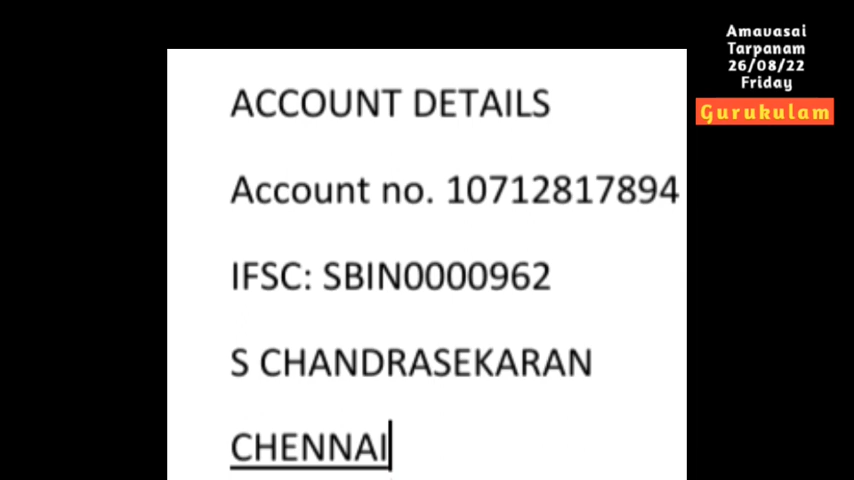 Amavasai
Tarpanam
26/08/22
Friday
Gurukulam
ACCOUNT DETAILS
Account no. 10712817894
IFSC: SBIN0000962
S CHANDRASEKARAN
CHENNAI